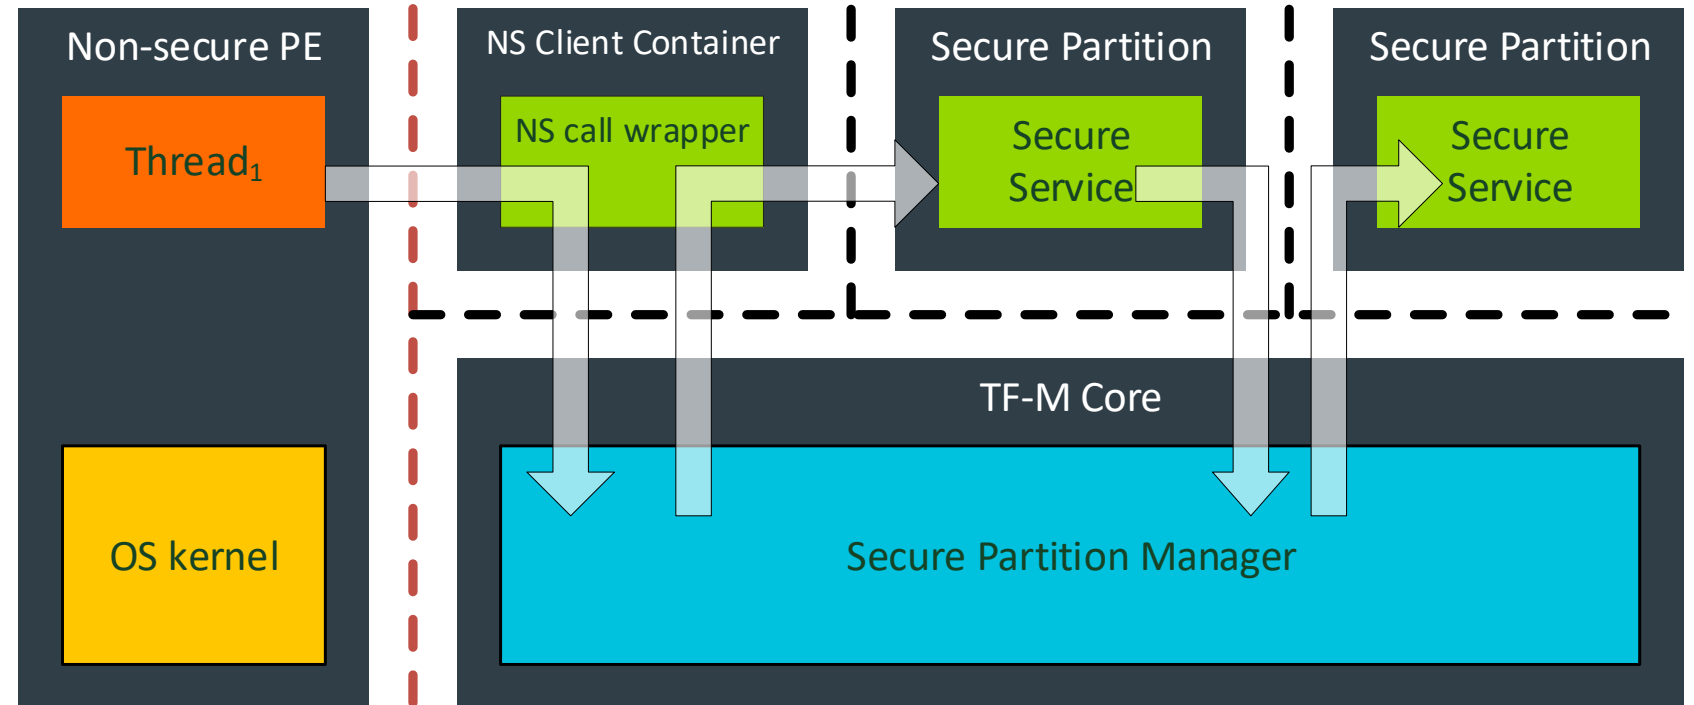 Non-secure PE
Thread₁
OS kernel
NS Client Container
NS call wrapper
Secure Partition
Secure
Service
Secure Partition
Secure
Service
TF-M Core
Secure Partition Manager